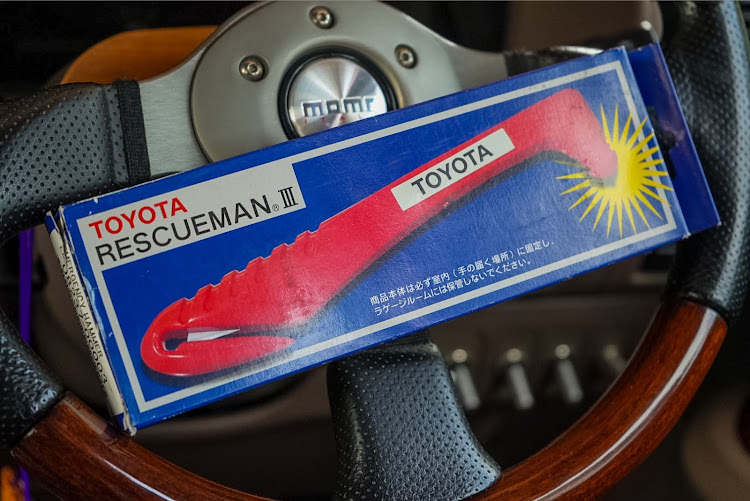 momo
TOYOTA
RESCUEMAN® III
TOYOTA
商品本体は必ず室内（手の届く場所）に固定し、
ラゲージルームには保管しないでください。
EMERGENCY HAMMER